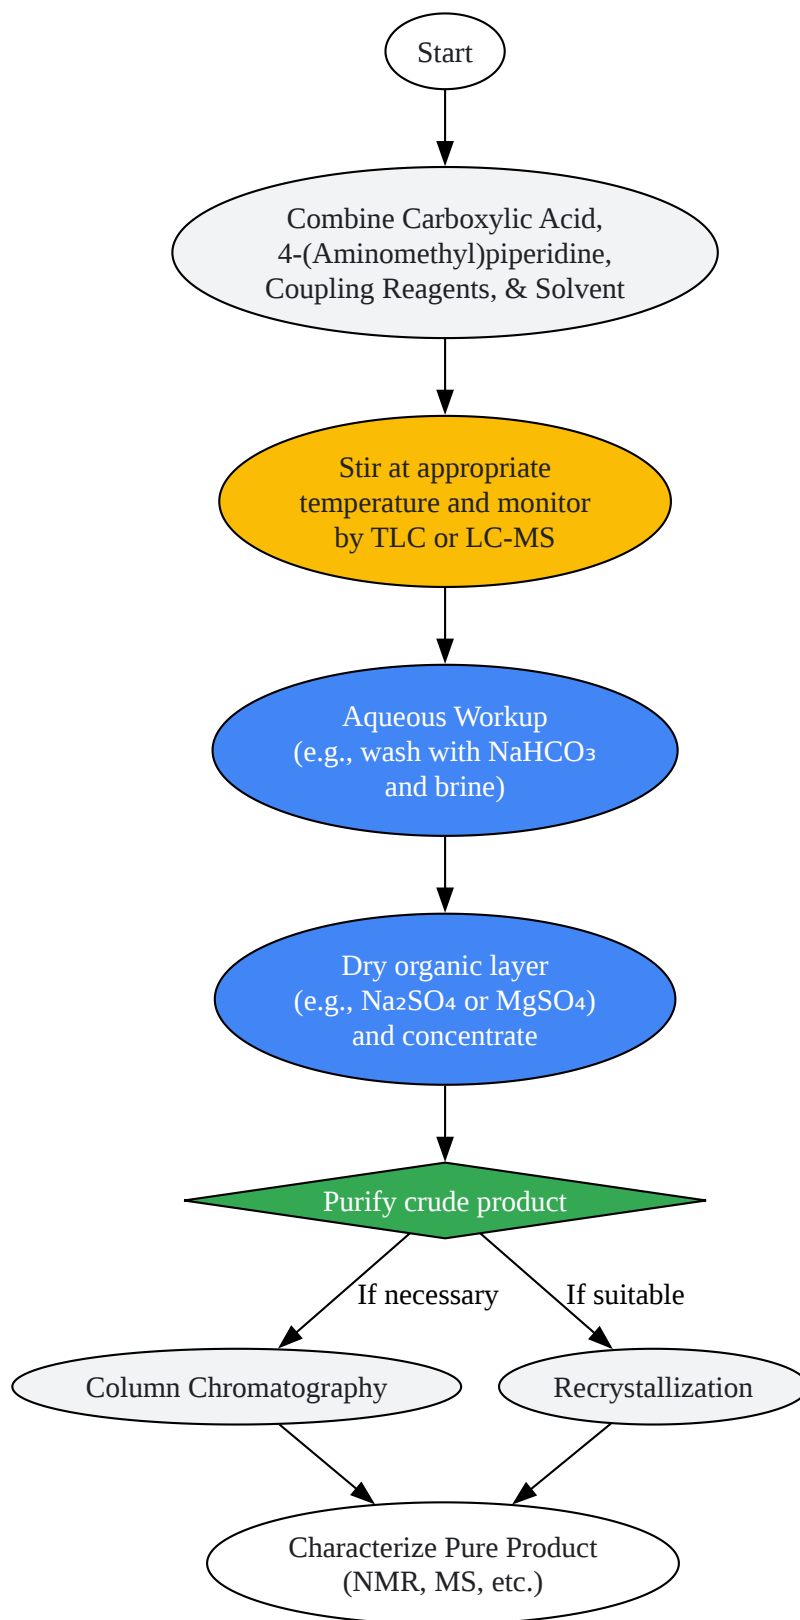 Start
Combine Carboxylic Acid,
4-(Aminomethyl)piperidine,
Coupling Reagents, & Solvent
Stir at appropriate
temperature and monitor
by TLC or LC-MS
Aqueous Workup
(e.g., wash with NaHCO₃
and brine)
Dry organic layer
(e.g., Na₂SO₄ or MgSO₄)
and concentrate
Purify crude product
If necessary
If suitable
Column Chromatography
Recrystallization
Characterize Pure Product
(NMR, MS, etc.)